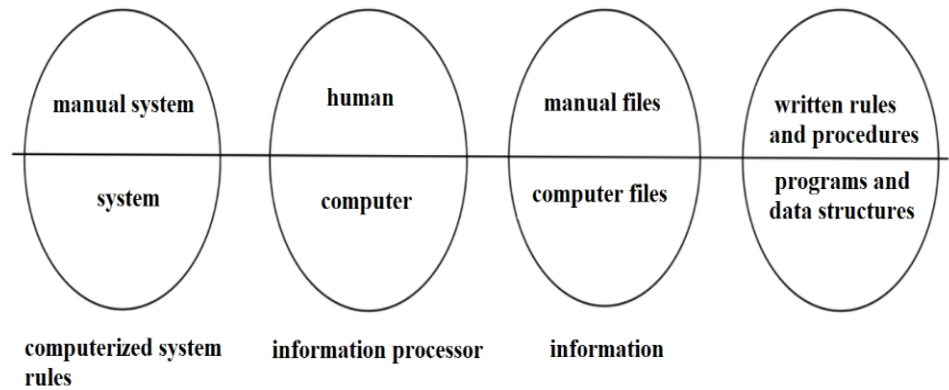 manual system
human
manual files
written rules
and procedures
system
computer
computer files
programs and
data structures
computerized system
rules
information processor
information